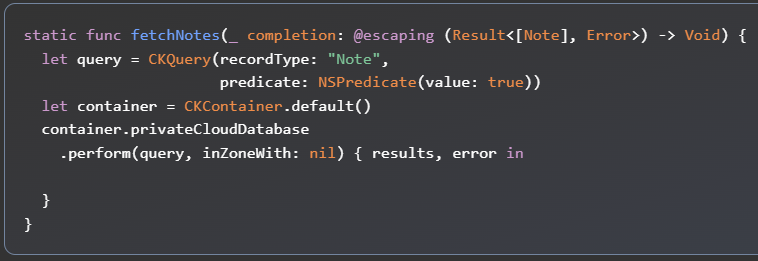 static func fetchNotes(_ completion: @escaping (Result<[Note], Error>) -> Void) {
  let query = CKQuery(recordType: "Note",
                      predicate: NSPredicate(value: true))
  let container = CKContainer.default()
  container.privateCloudDatabase
    .perform(query, inZoneWith: nil) { results, error in
  }
}